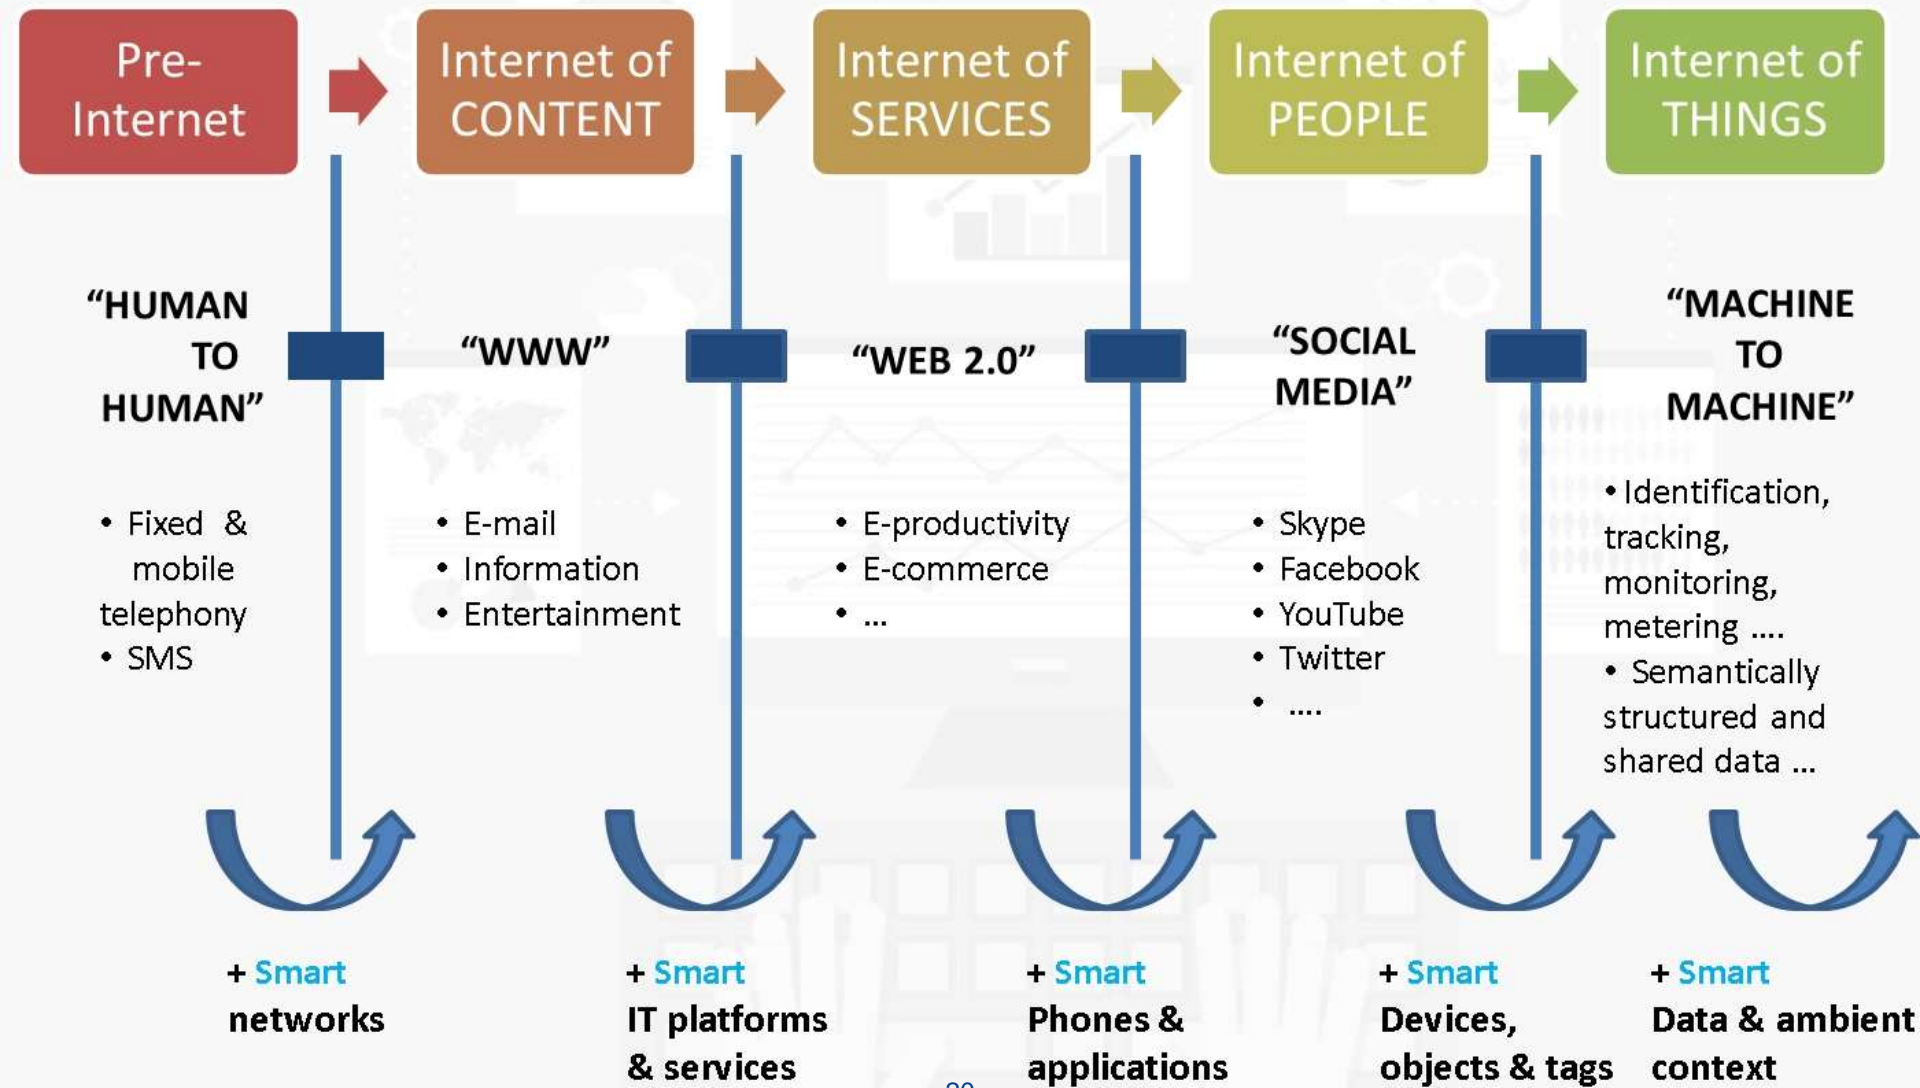 Pre-
Internet
Internet of
CONTENT
Internet of
SERVICES
Internet of
PEOPLE
Internet of
THINGS
“HUMAN
TO
HUMAN”
“WWW”
“WEB 2.0”
“SOCIAL
MEDIA”
“MACHINE
TO
MACHINE”
• Fixed &
mobile
telephony
• SMS
• E-mail
• Information
• Entertainment
• E-productivity
• E-commerce
• ...
• Skype
• Facebook
• YouTube
• Twitter
• ....
• Identification,
tracking,
monitoring,
metering ....
• Semantically
structured and
shared data ...
+ Smart
networks
+ Smart
IT platforms
& services
+ Smart
Phones &
applications
+ Smart
Devices,
objects & tags
+ Smart
Data & ambient
context